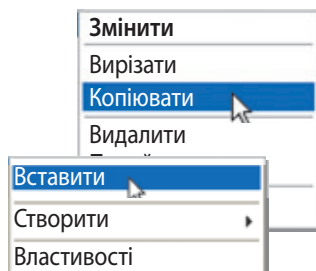 Змінити
Вирізати
Копіювати
Видалити
Вставити
Створити
Властивості